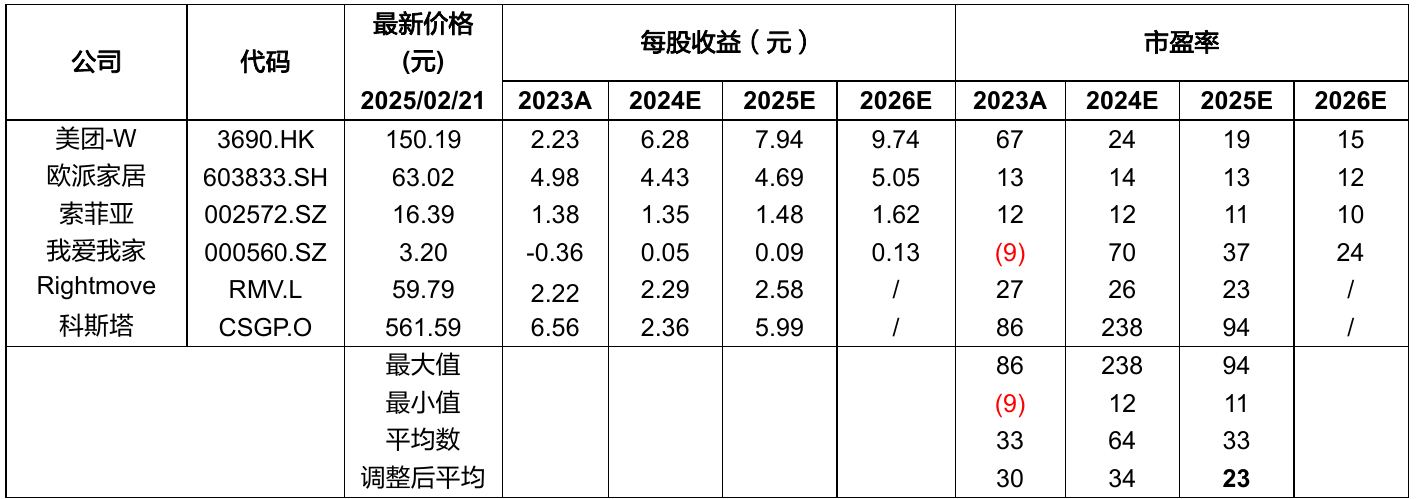 公司 代码 最新价格 (元) 2025/02/21 每股收益（元） 市盈率
2023A 2024E 2025E 2026E 2023A 2024E 2025E 2026E
美团-W 3690.HK 150.19 2.23 6.28 7.94 9.74 67 24 19 15
欧派家居 603833.SH 63.02 4.98 4.43 4.69 5.05 13 14 13 12
索菲亚 002572.SZ 16.39 1.38 1.35 1.48 1.62 12 12 11 10
我爱我家 000560.SZ 3.20 -0.36 0.05 0.09 0.13 (9) 70 37 24
Rightmove RMV.L 59.79 2.22 2.29 2.58 / 27 26 23 /
科斯塔 CSGP.O 561.59 6.56 2.36 5.99 / 86 238 94 /
最大值 86 238 94
最小值 (9) 12 11
平均数 33 64 33
调整后平均 30 34 23